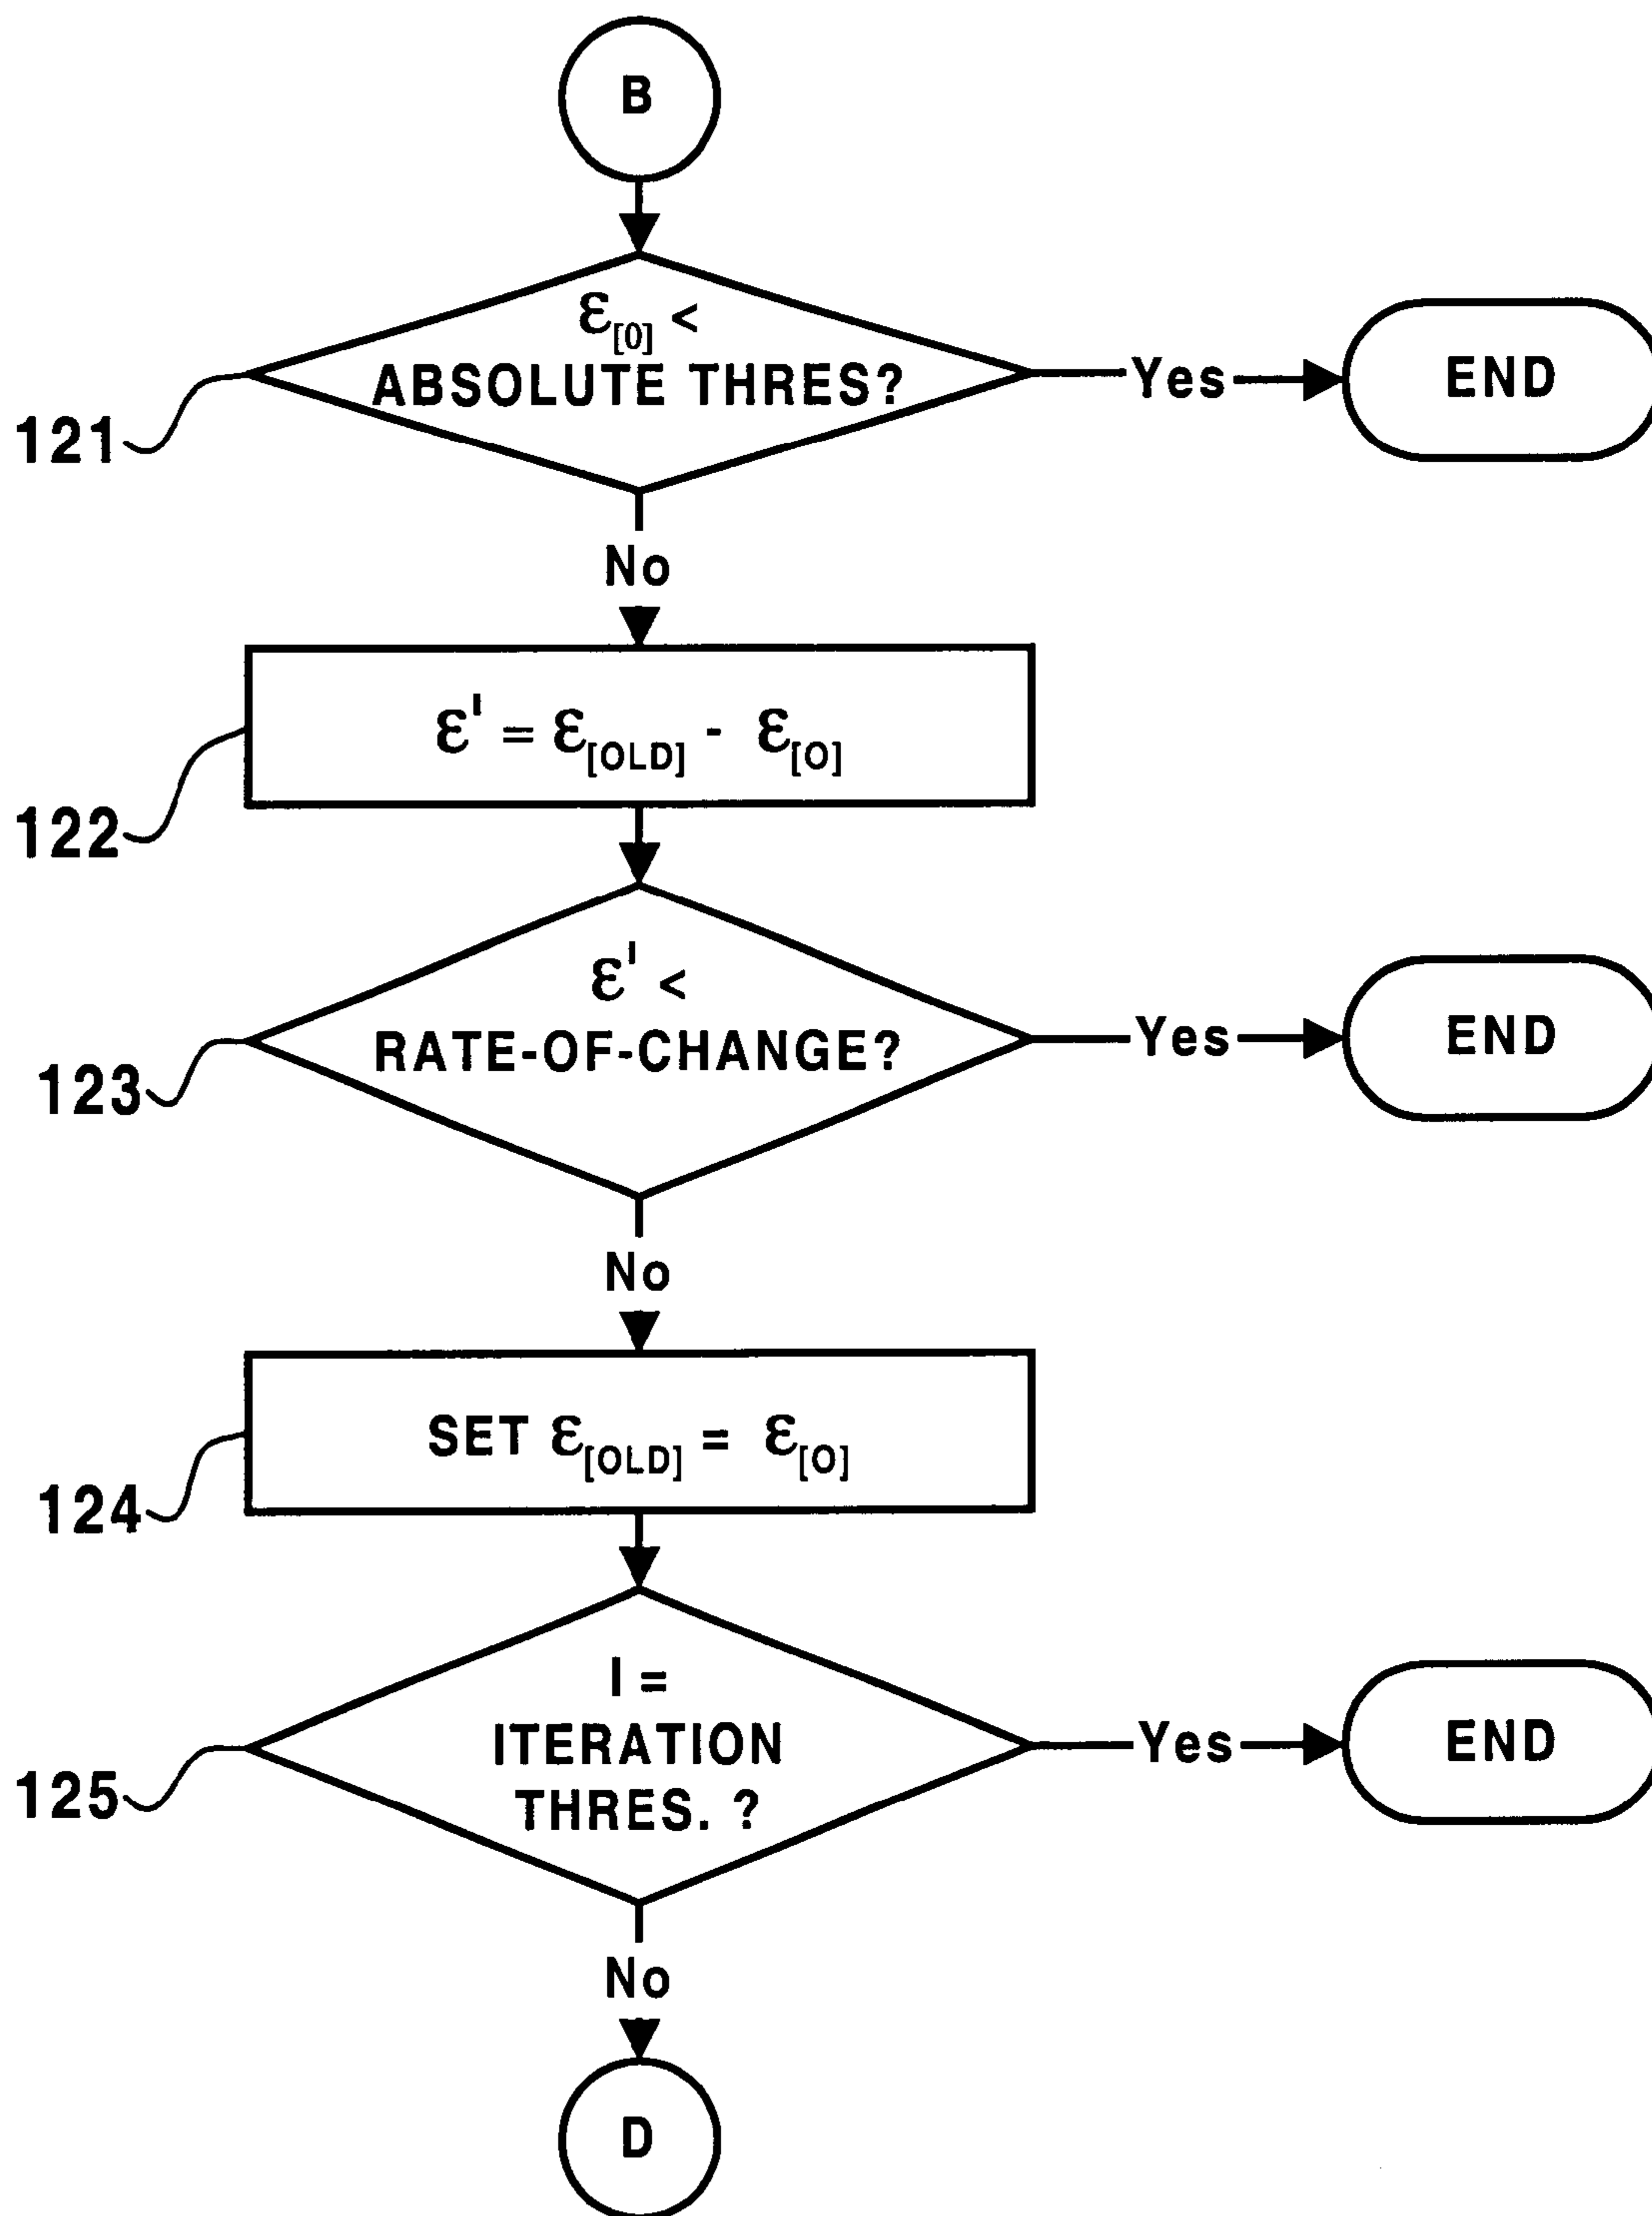 B
ε[0] <
ABSOLUTE THRES?
Yes
END
121
No
ε' = ε[OLD] - ε[O]
122
ε' <
RATE-OF-CHANGE?
Yes
END
123
No
SET ε[OLD] = ε[O]
124
I =
ITERATION
THRES. ?
Yes
END
125
No
D